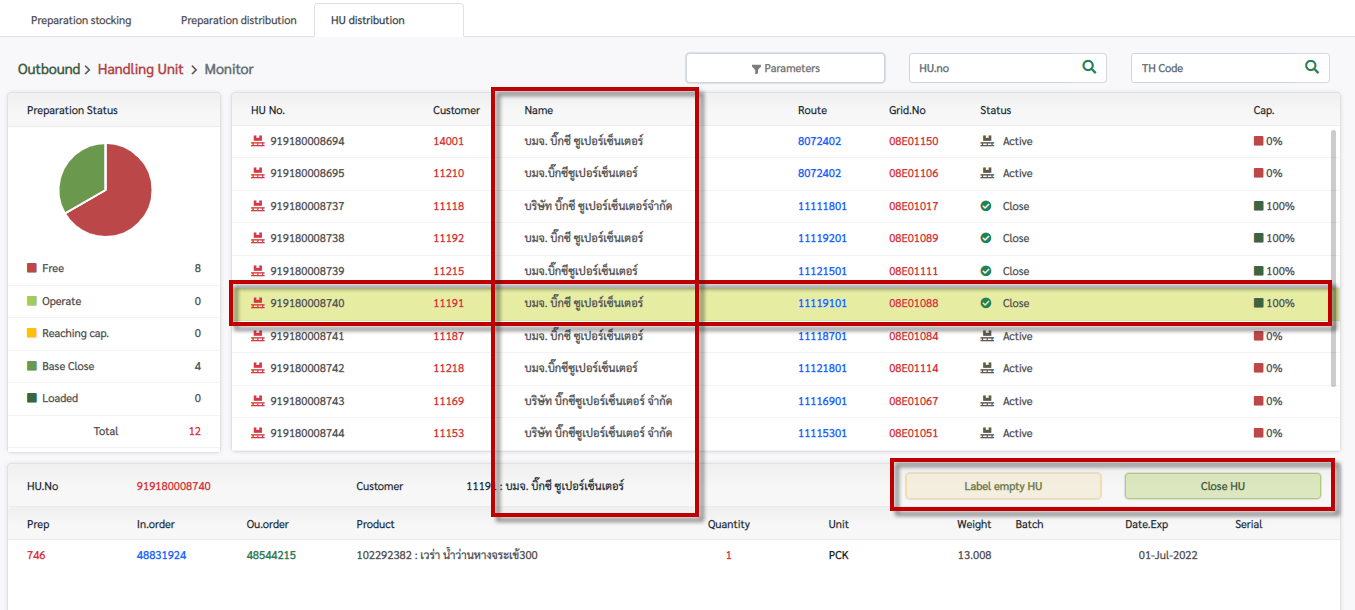 Preparation stocking Preparation distribution HU distribution
Outbound > Handling Unit > Monitor Parameters HU.no TH Code
Preparation Status
Free 8
Operate 0
Reaching cap. 0
Base Close 4
Loaded 0
Total 12
HU No. Customer Name Route Grid.No Status Cap.
919180008694 14001 บมจ. บิ๊กซี ซูเปอร์เซ็นเตอร์ 8072402 08E01150 Active 0%
919180008695 11210 บมจ.บิ๊กซีซูเปอร์เซ็นเตอร์ 8072402 08E01106 Active 0%
919180008737 11118 บริษัท บิ๊กซี ซูเปอร์เซ็นเตอร์จำกัด 11111801 08E01017 Close 100%
919180008738 11192 บมจ. บิ๊กซี ซูเปอร์เซ็นเตอร์ 11119201 08E01089 Close 100%
919180008739 11215 บมจ.บิ๊กซีซูเปอร์เซ็นเตอร์ 11121501 08E01111 Close 100%
919180008740 11191 บมจ. บิ๊กซี ซูเปอร์เซ็นเตอร์ 11119101 08E01088 Close 100%
919180008741 11187 บมจ. บิ๊กซี ซูเปอร์เซ็นเตอร์ 11118701 08E01084 Active 0%
919180008742 11218 บมจ.บิ๊กซีซูเปอร์เซ็นเตอร์ 11121801 08E01114 Active 0%
919180008743 11169 บริษัท บิ๊กซีซูเปอร์เซ็นเตอร์ จำกัด 11116901 08E01067 Active 0%
919180008744 11153 บริษัท บิ๊กซีซูเปอร์เซ็นเตอร์ จำกัด 11115301 08E01051 Active 0%
HU.No 919180008740 Customer 11191 : บมจ. บิ๊กซี ซูเปอร์เซ็นเตอร์ Label empty HU Close HU
Prep In.order Ou.order Product Quantity Unit Weight Batch Date.Exp Serial
746 48831924 48544215 102292382 : เวร่า น้ำว่านหางจระเข้300 1 PCK 13.008 01-Jul-2022